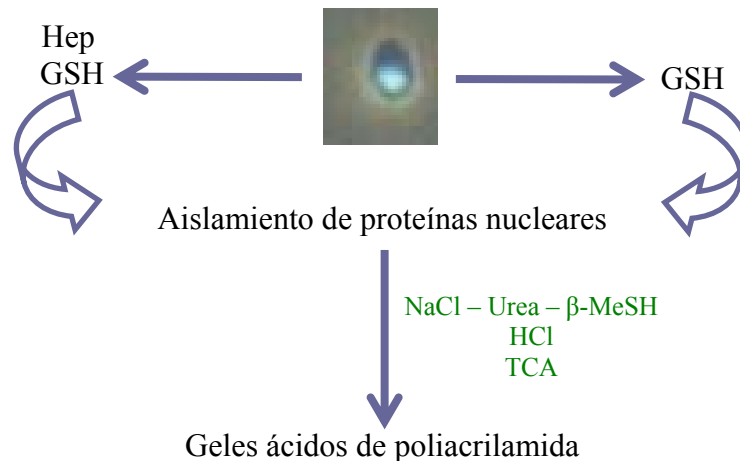 Hep
GSH
GSH
Aislamiento de proteínas nucleares
NaCl – Urea – β-MeSH
HCl
TCA
Geles ácidos de poliacrilamida